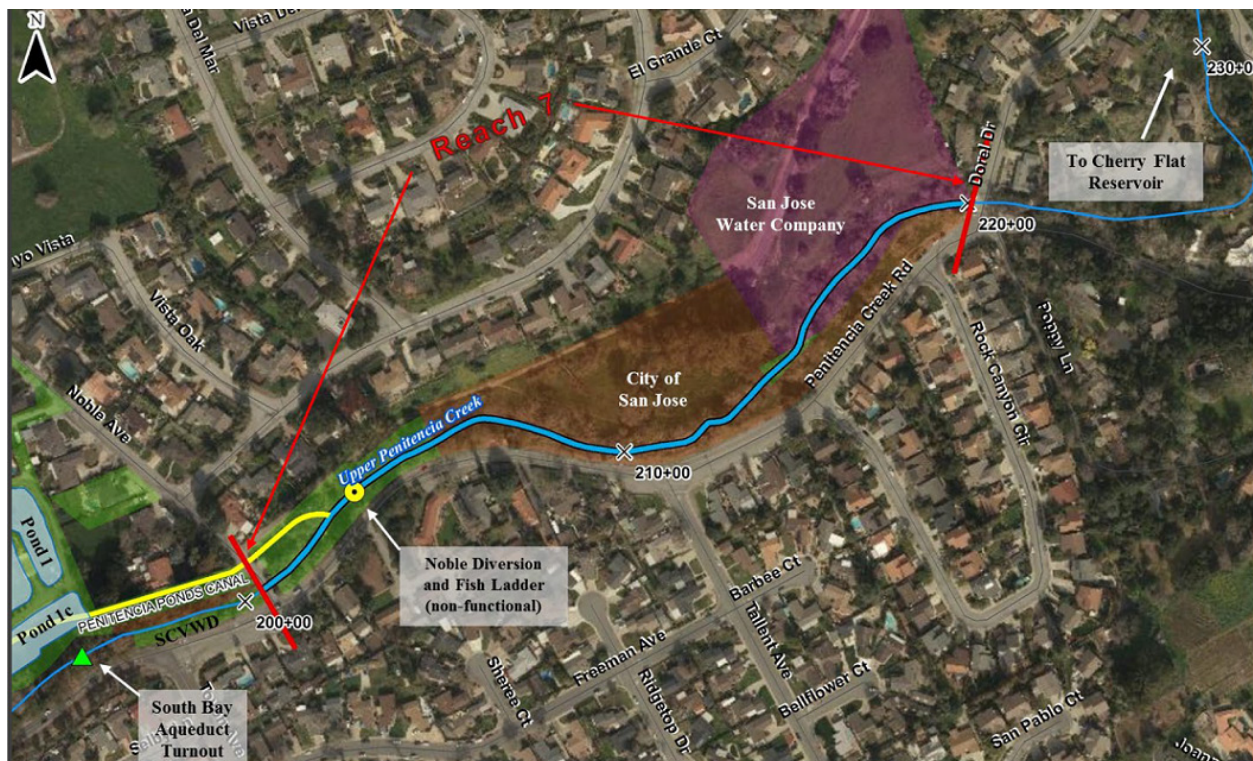 N
Vista Del
Del Mar
El Grande Ct
230+0
Reach 7
Dorel Dr
To Cherry Flat
Reservoir
San Jose
Water Company
220+00
yo Vista
Vista Oak
Penitencia Creek Rd
Poppy Ln
Rock Canyon Cir
City of
San Jose
Noble Ave
Upper Penitencia Creek
210+00
Pond 1
Noble Diversion
and Fish Ladder
(non-functional)
Barbee Ct
PENITENCIA PONDS CANAL
Pond 1c
200+00
SCVWD
Tallent Ave
Freeman Ave
Sheree Ct
Bellflower Ct
Ridgetop Dr
San Pablo Ct
South Bay
Aqueduct
Turnout